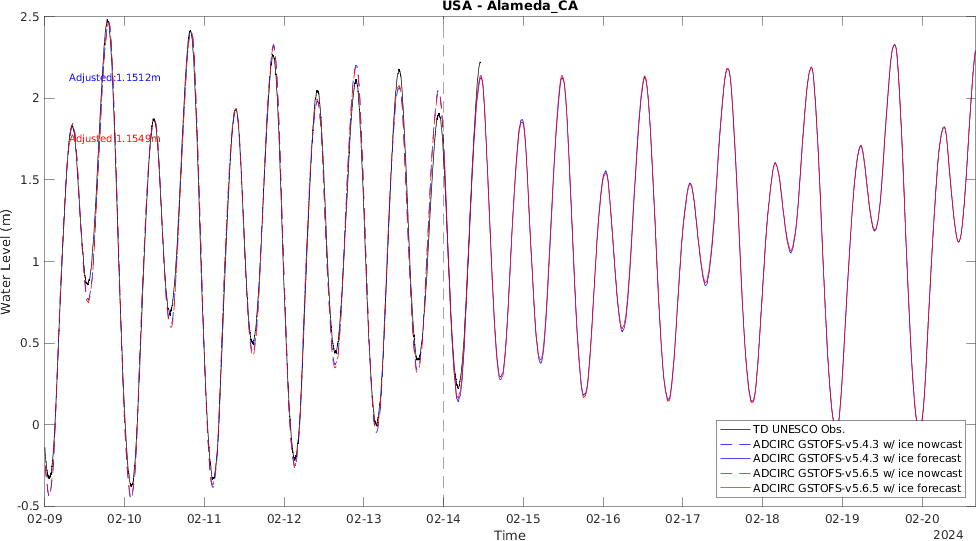 USA - Alameda_CA
2.5
2
1.5
1
0.5
0
-0.5
Water Level (m)
Adjusted:1.1512m
Adjusted:1.1549m
TD UNESCO Obs.
ADCIRC GSTOFS-v5.4.3 w/ ice nowcast
ADCIRC GSTOFS-v5.4.3 w/ ice forecast
ADCIRC GSTOFS-v5.6.5 w/ ice nowcast
ADCIRC GSTOFS-v5.6.5 w/ ice forecast
02-09 02-10 02-11 02-12 02-13 02-14 02-15 02-16 02-17 02-18 02-19 02-20
Time
2024